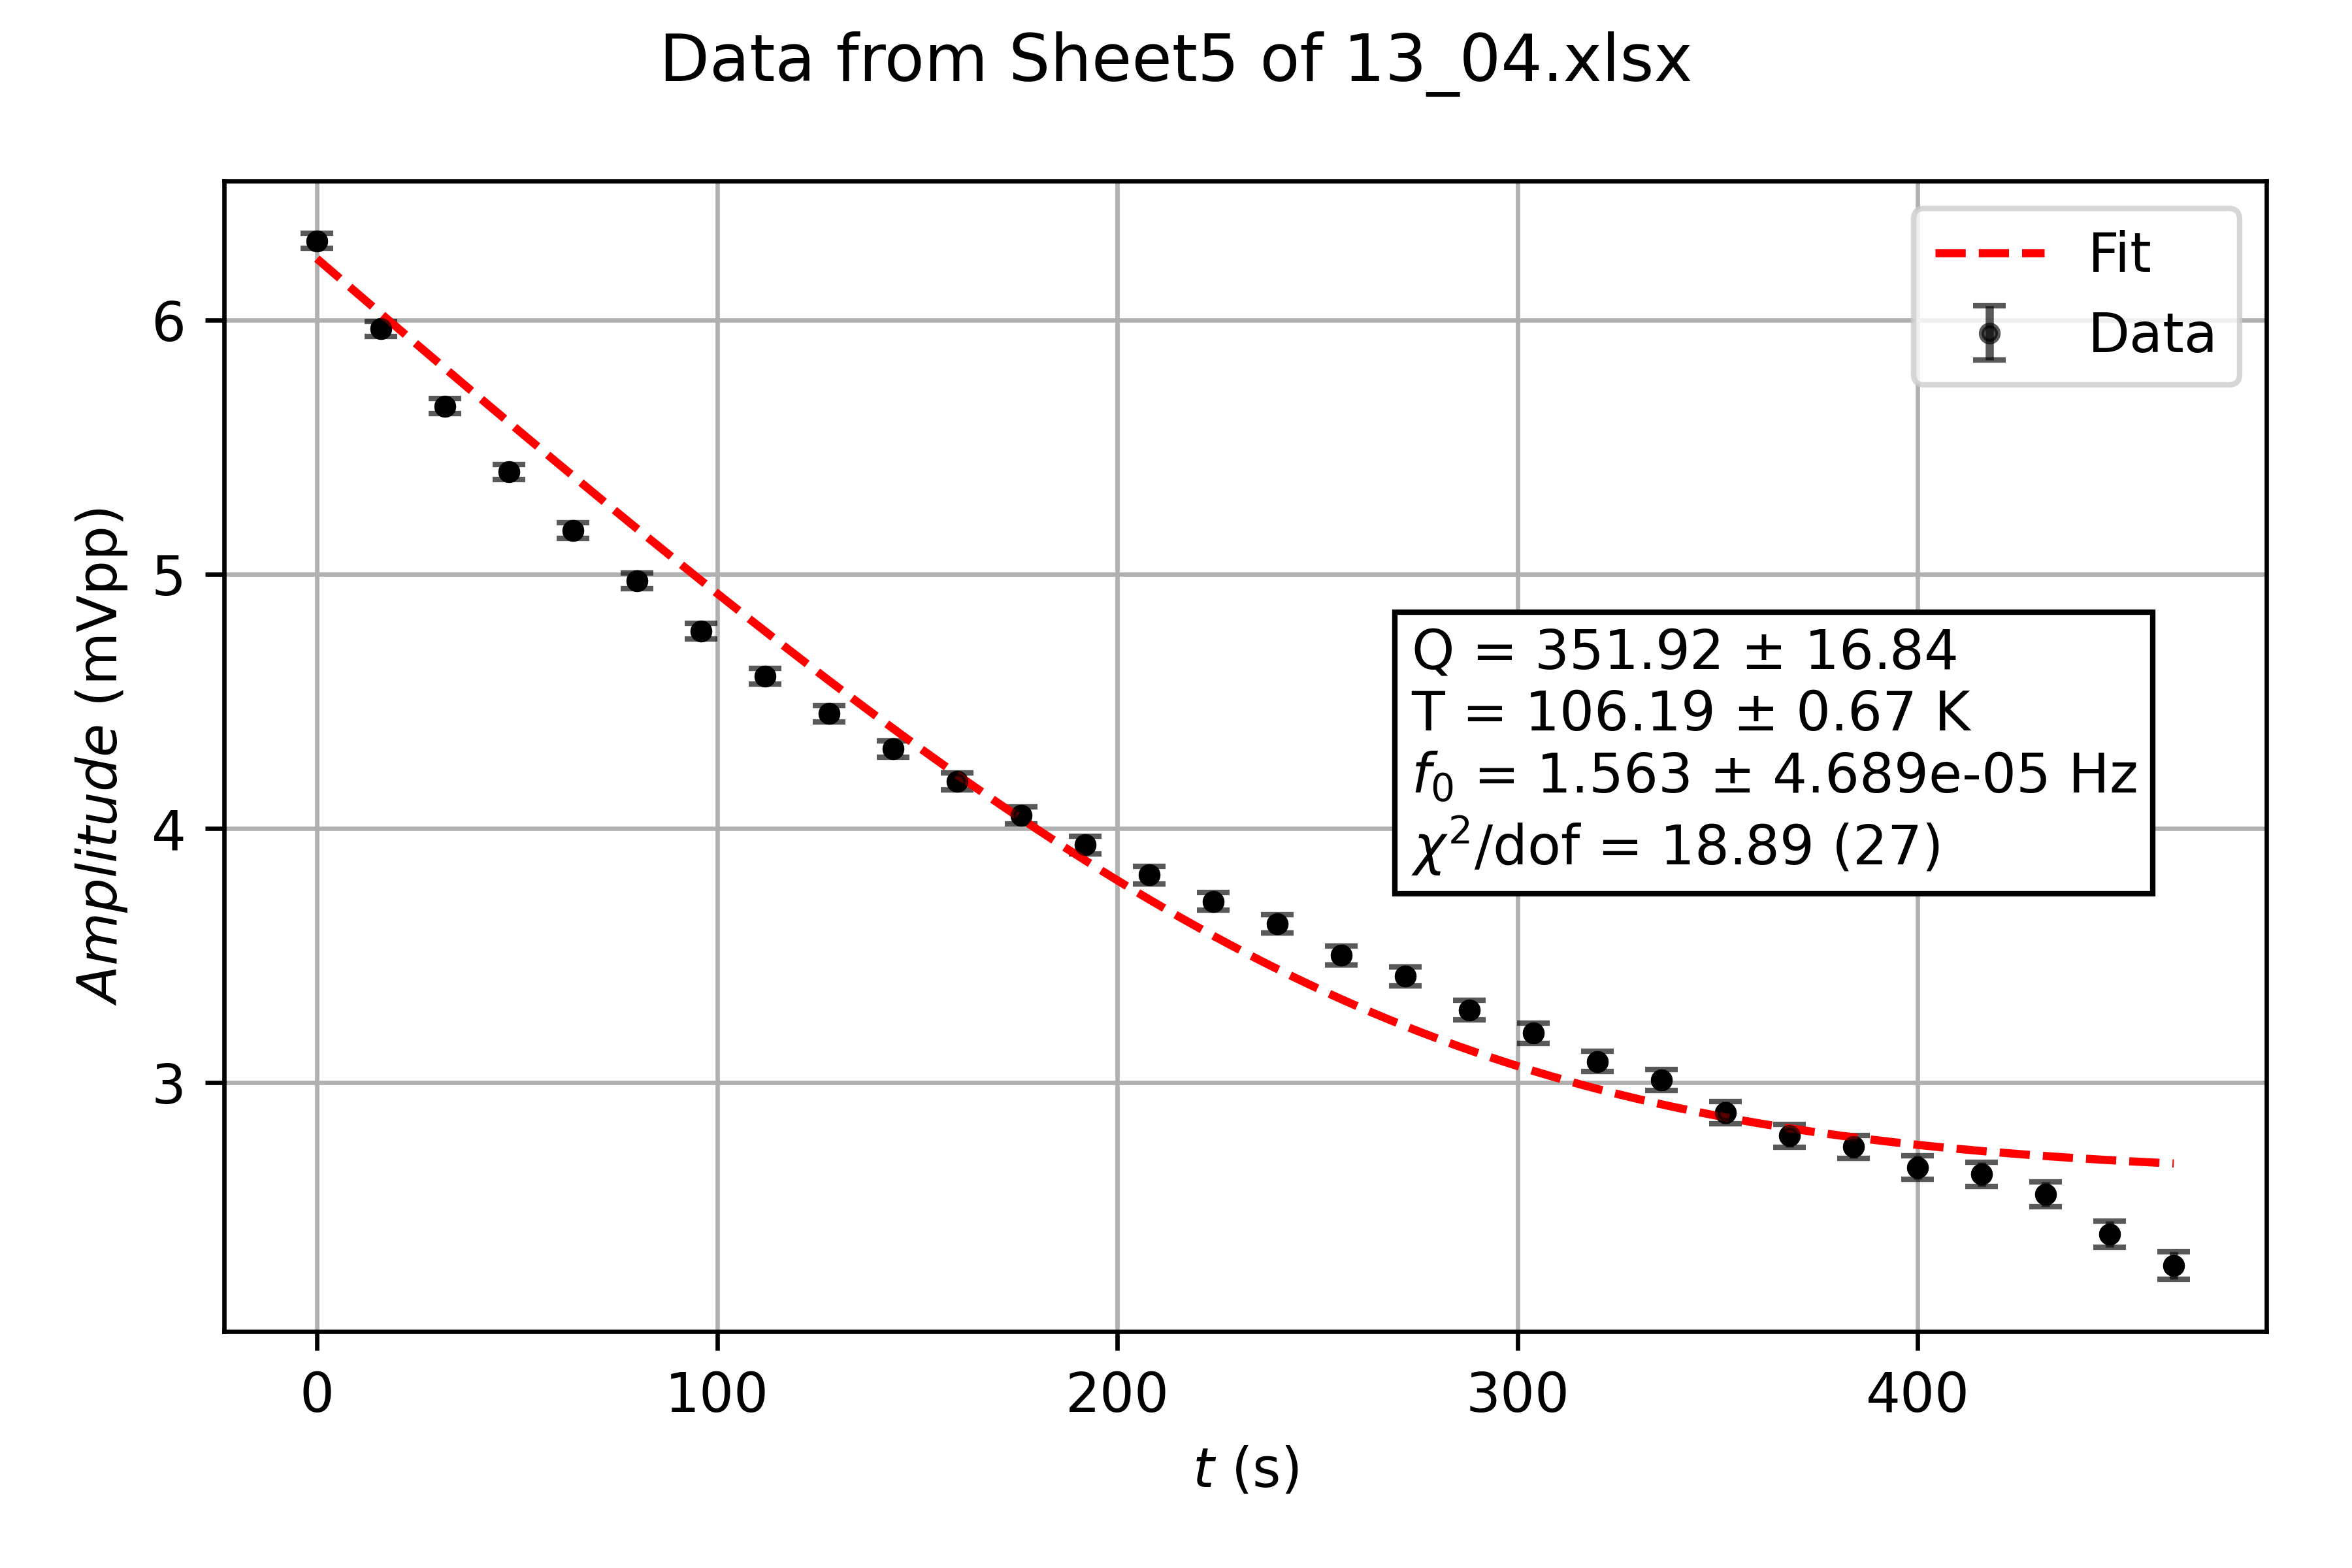 Data from Sheet5 of 13_04.xlsx
Amplitude (mVpp)
6
5
4
3
Fit
Data
Q = 351.92 ± 16.84
T = 106.19 ± 0.67 K
f₀ = 1.563 ± 4.689e-05 Hz
χ²/dof = 18.89 (27)
0 100 200 300 400
t (s)